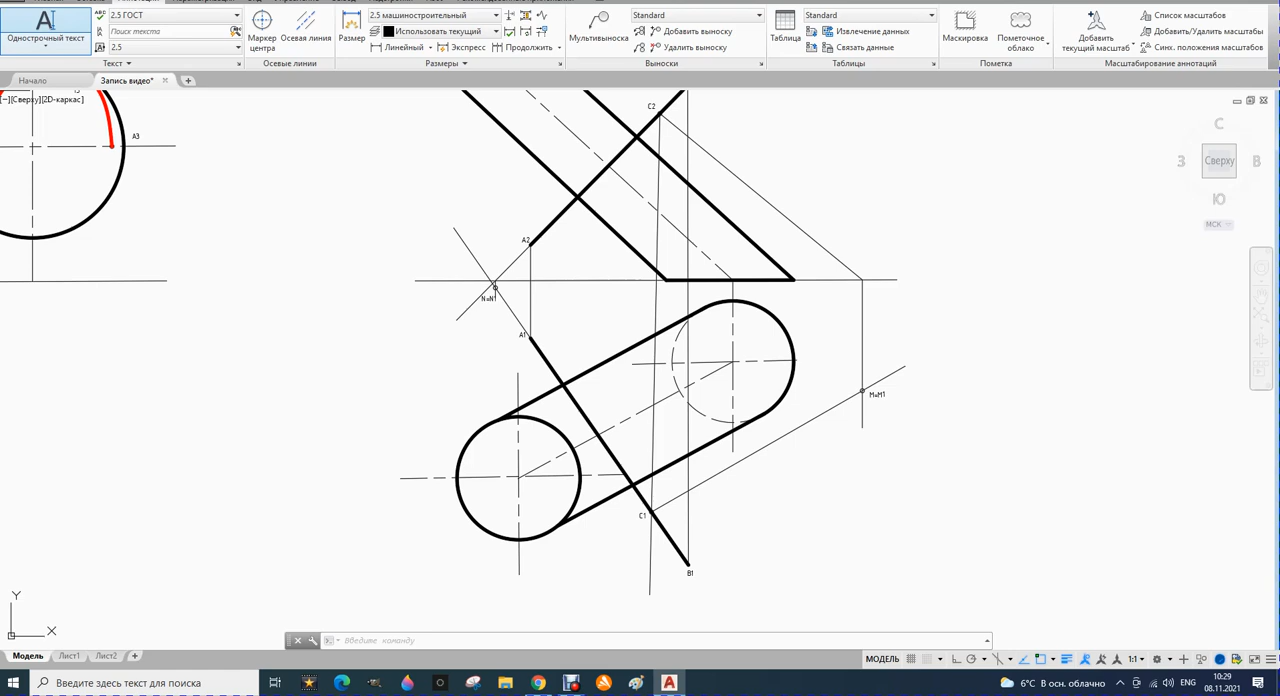 2.5 ГОСТ
2.5 машиностроительный
Standard
Standard
Список масштабов
Поиск текста
Использовать текущий
Добавить выноску
Извлечение данных
Добавить/Удалить масштабы
Однострочный текст
Маркер центра
Осевая линия
Размер
Мультивыноска
Таблица
Маскировка
Пометочное облако
Добавить текущий масштаб
2.5
Линейный
Экспресс
Продолжить
Удалить выноску
Связать данные
Синх. положения масштаба
Текст
Осевые линии
Размеры
Выноски
Таблицы
Пометка
Масштабирование аннотаций
Начало
Запись видео*
[−][Сверху][2D-каркас]
C2
С
A3
З
Сверху
В
Ю
МСК
A2
N=N1
A1
M=M1
C1
B1
Y
X
Введите команду
Модель
Лист1
Лист2
МОДЕЛЬ
1:1
Введите здесь текст для поиска
6°C В осн. облачно
ENG
10:29
08.11.2021